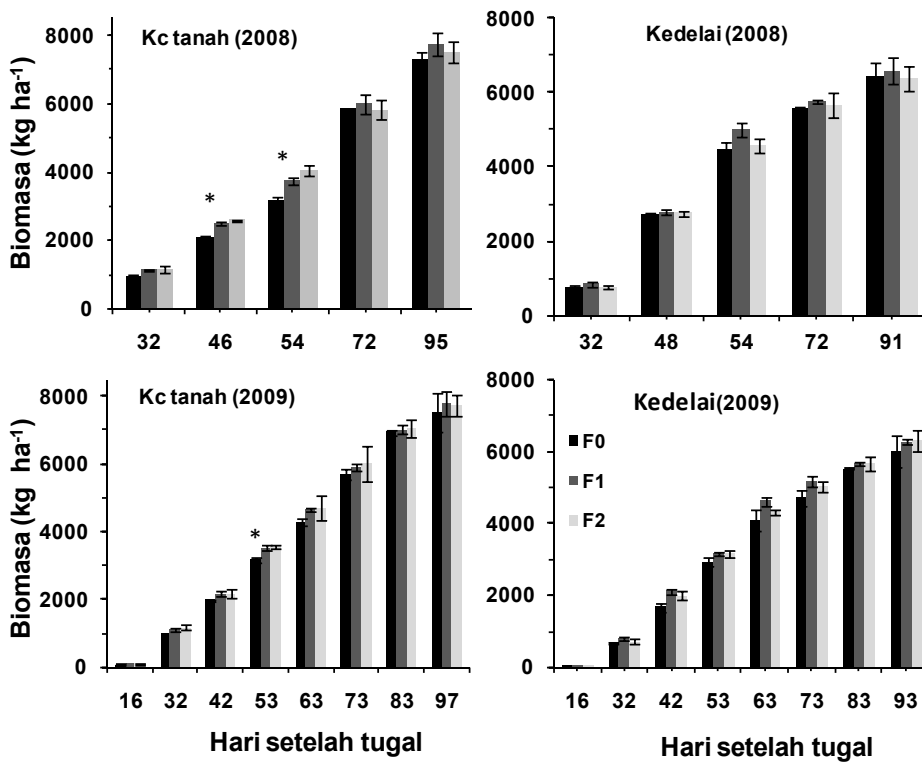 Kc tanah (2008)
Biomasa (kg ha-1)
8000
6000
4000
2000
0
*
*
32 46 54 72 95
Kedelai (2008)
8000
6000
4000
2000
0
32 48 54 72 91
Kc tanah (2009)
Biomasa (kg ha-1)
8000
6000
4000
2000
0
*
16 32 42 53 63 73 83 97
Hari setelah tugal
Kedelai(2009)
8000
6000
4000
2000
0
F0
F1
F2
16 32 42 53 63 73 83 93
Hari setelah tugal